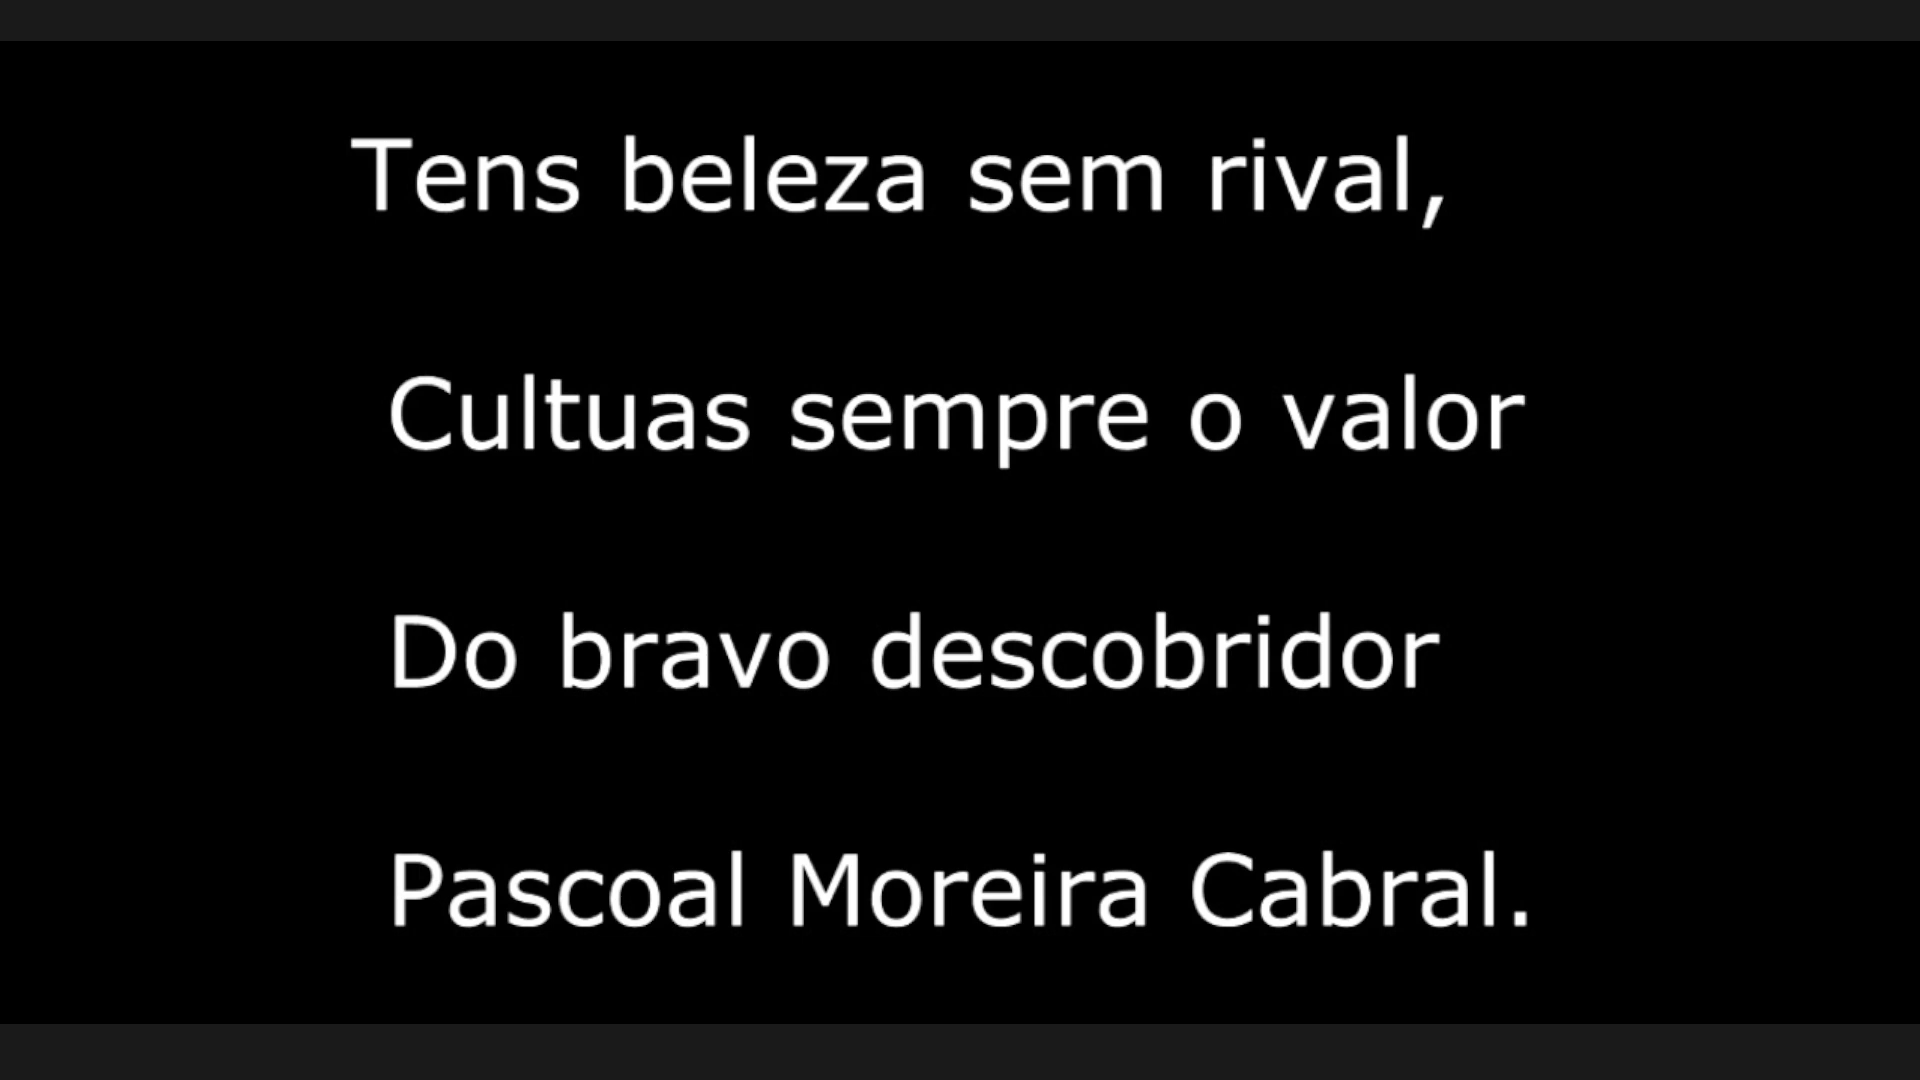 Tens beleza sem rival,
Cultuas sempre o valor
Do bravo descobridor
Pascoal Moreira Cabral.